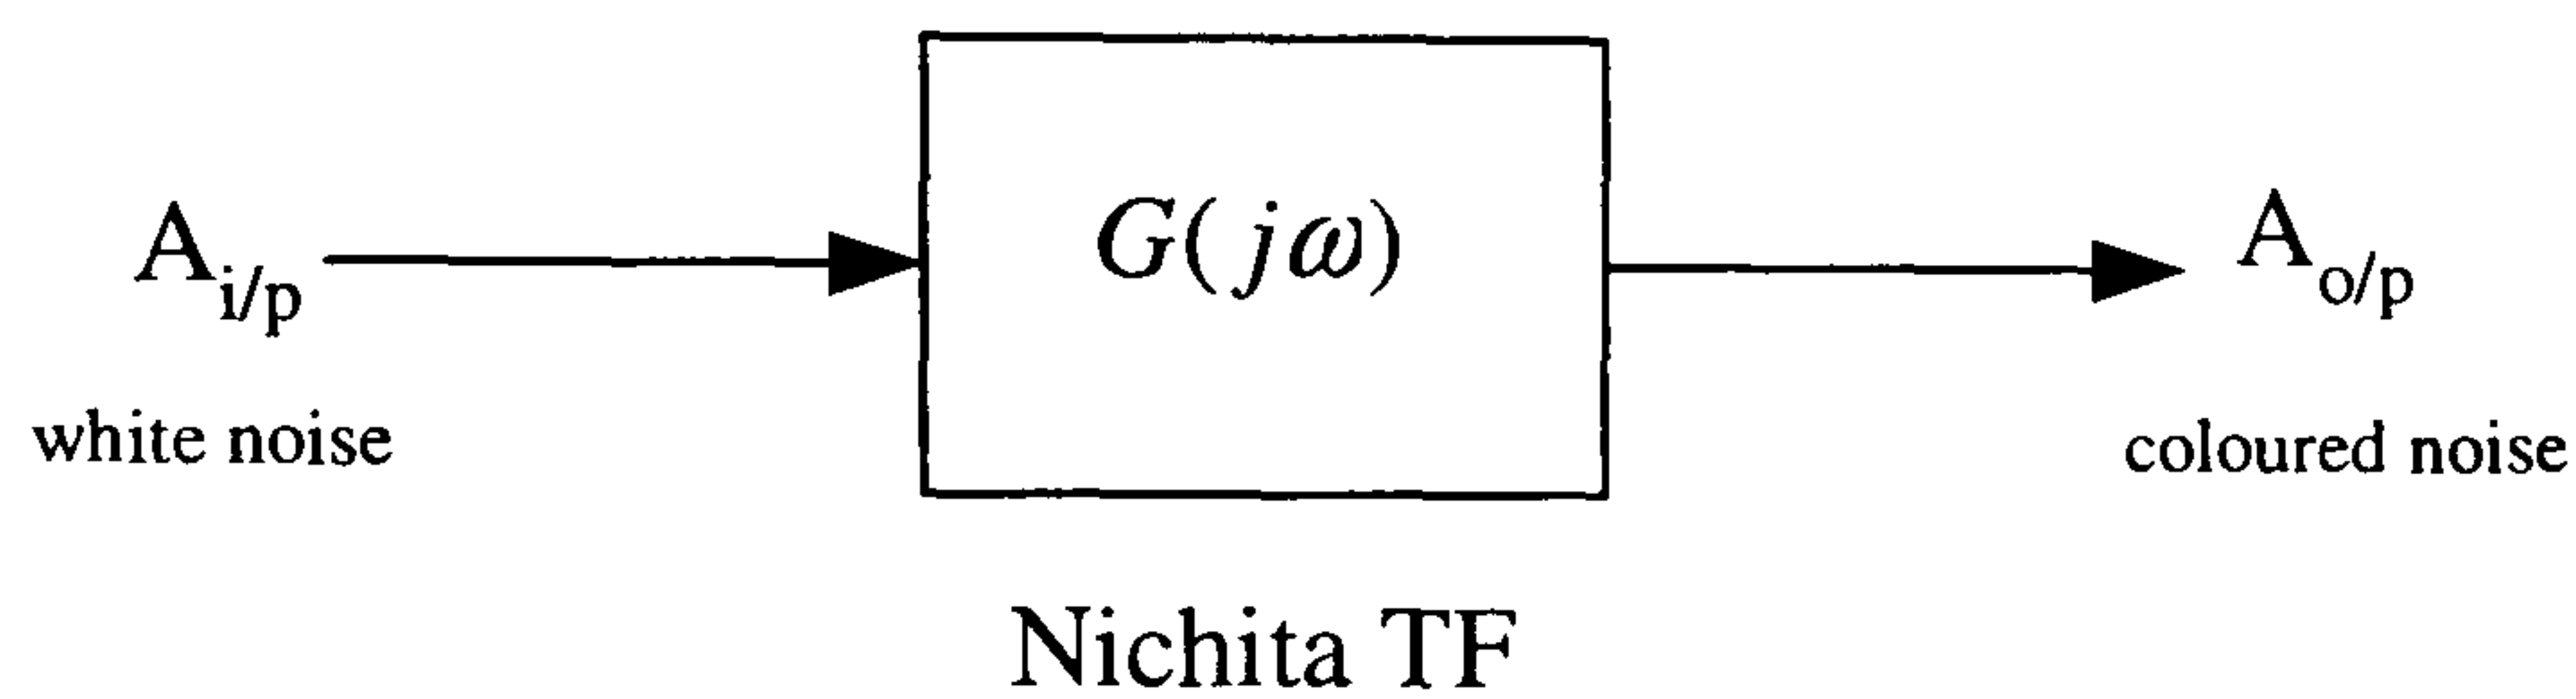 A_{i/p}
G(jω)
A_{o/p}
white noise
coloured noise
Nichita TF